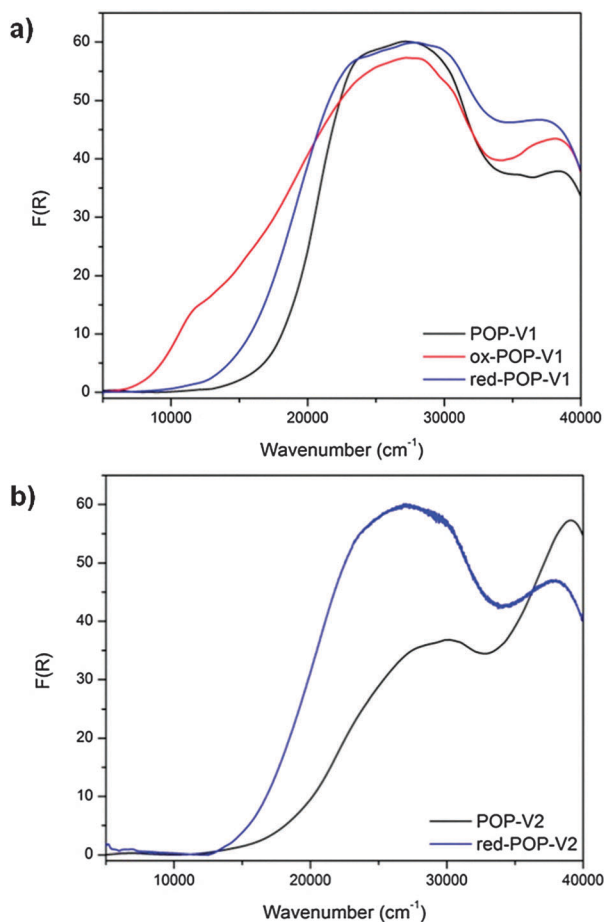 a)
60
50
40
30
20
10
0
F(R)
POP-V1
ox-POP-V1
red-POP-V1
10000 20000 30000 40000
Wavenumber (cm⁻¹)
b)
60
50
40
30
20
10
0
F(R)
POP-V2
red-POP-V2
10000 20000 30000 40000
Wavenumber (cm⁻¹)